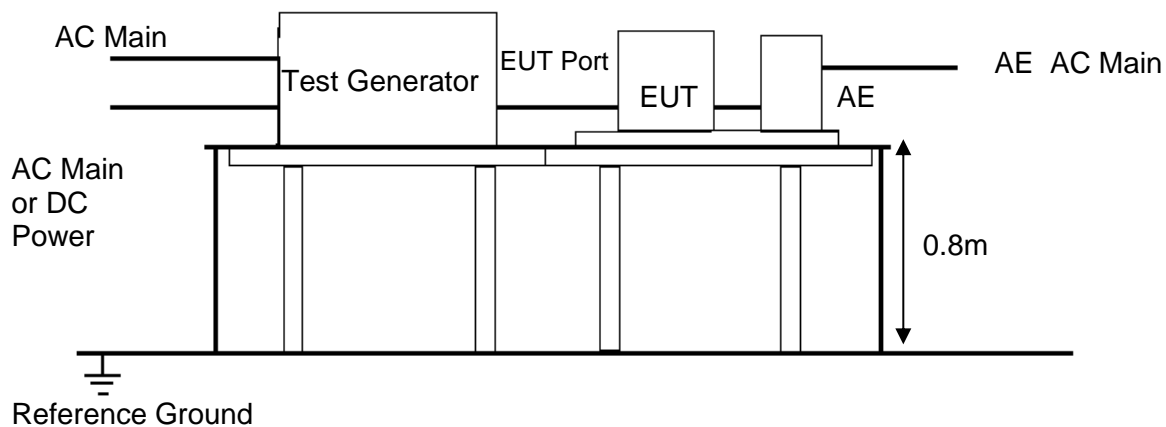 AC Main
Test Generator
EUT Port
EUT
AE
AE AC Main
AC Main
or DC
Power
0.8m
Reference Ground